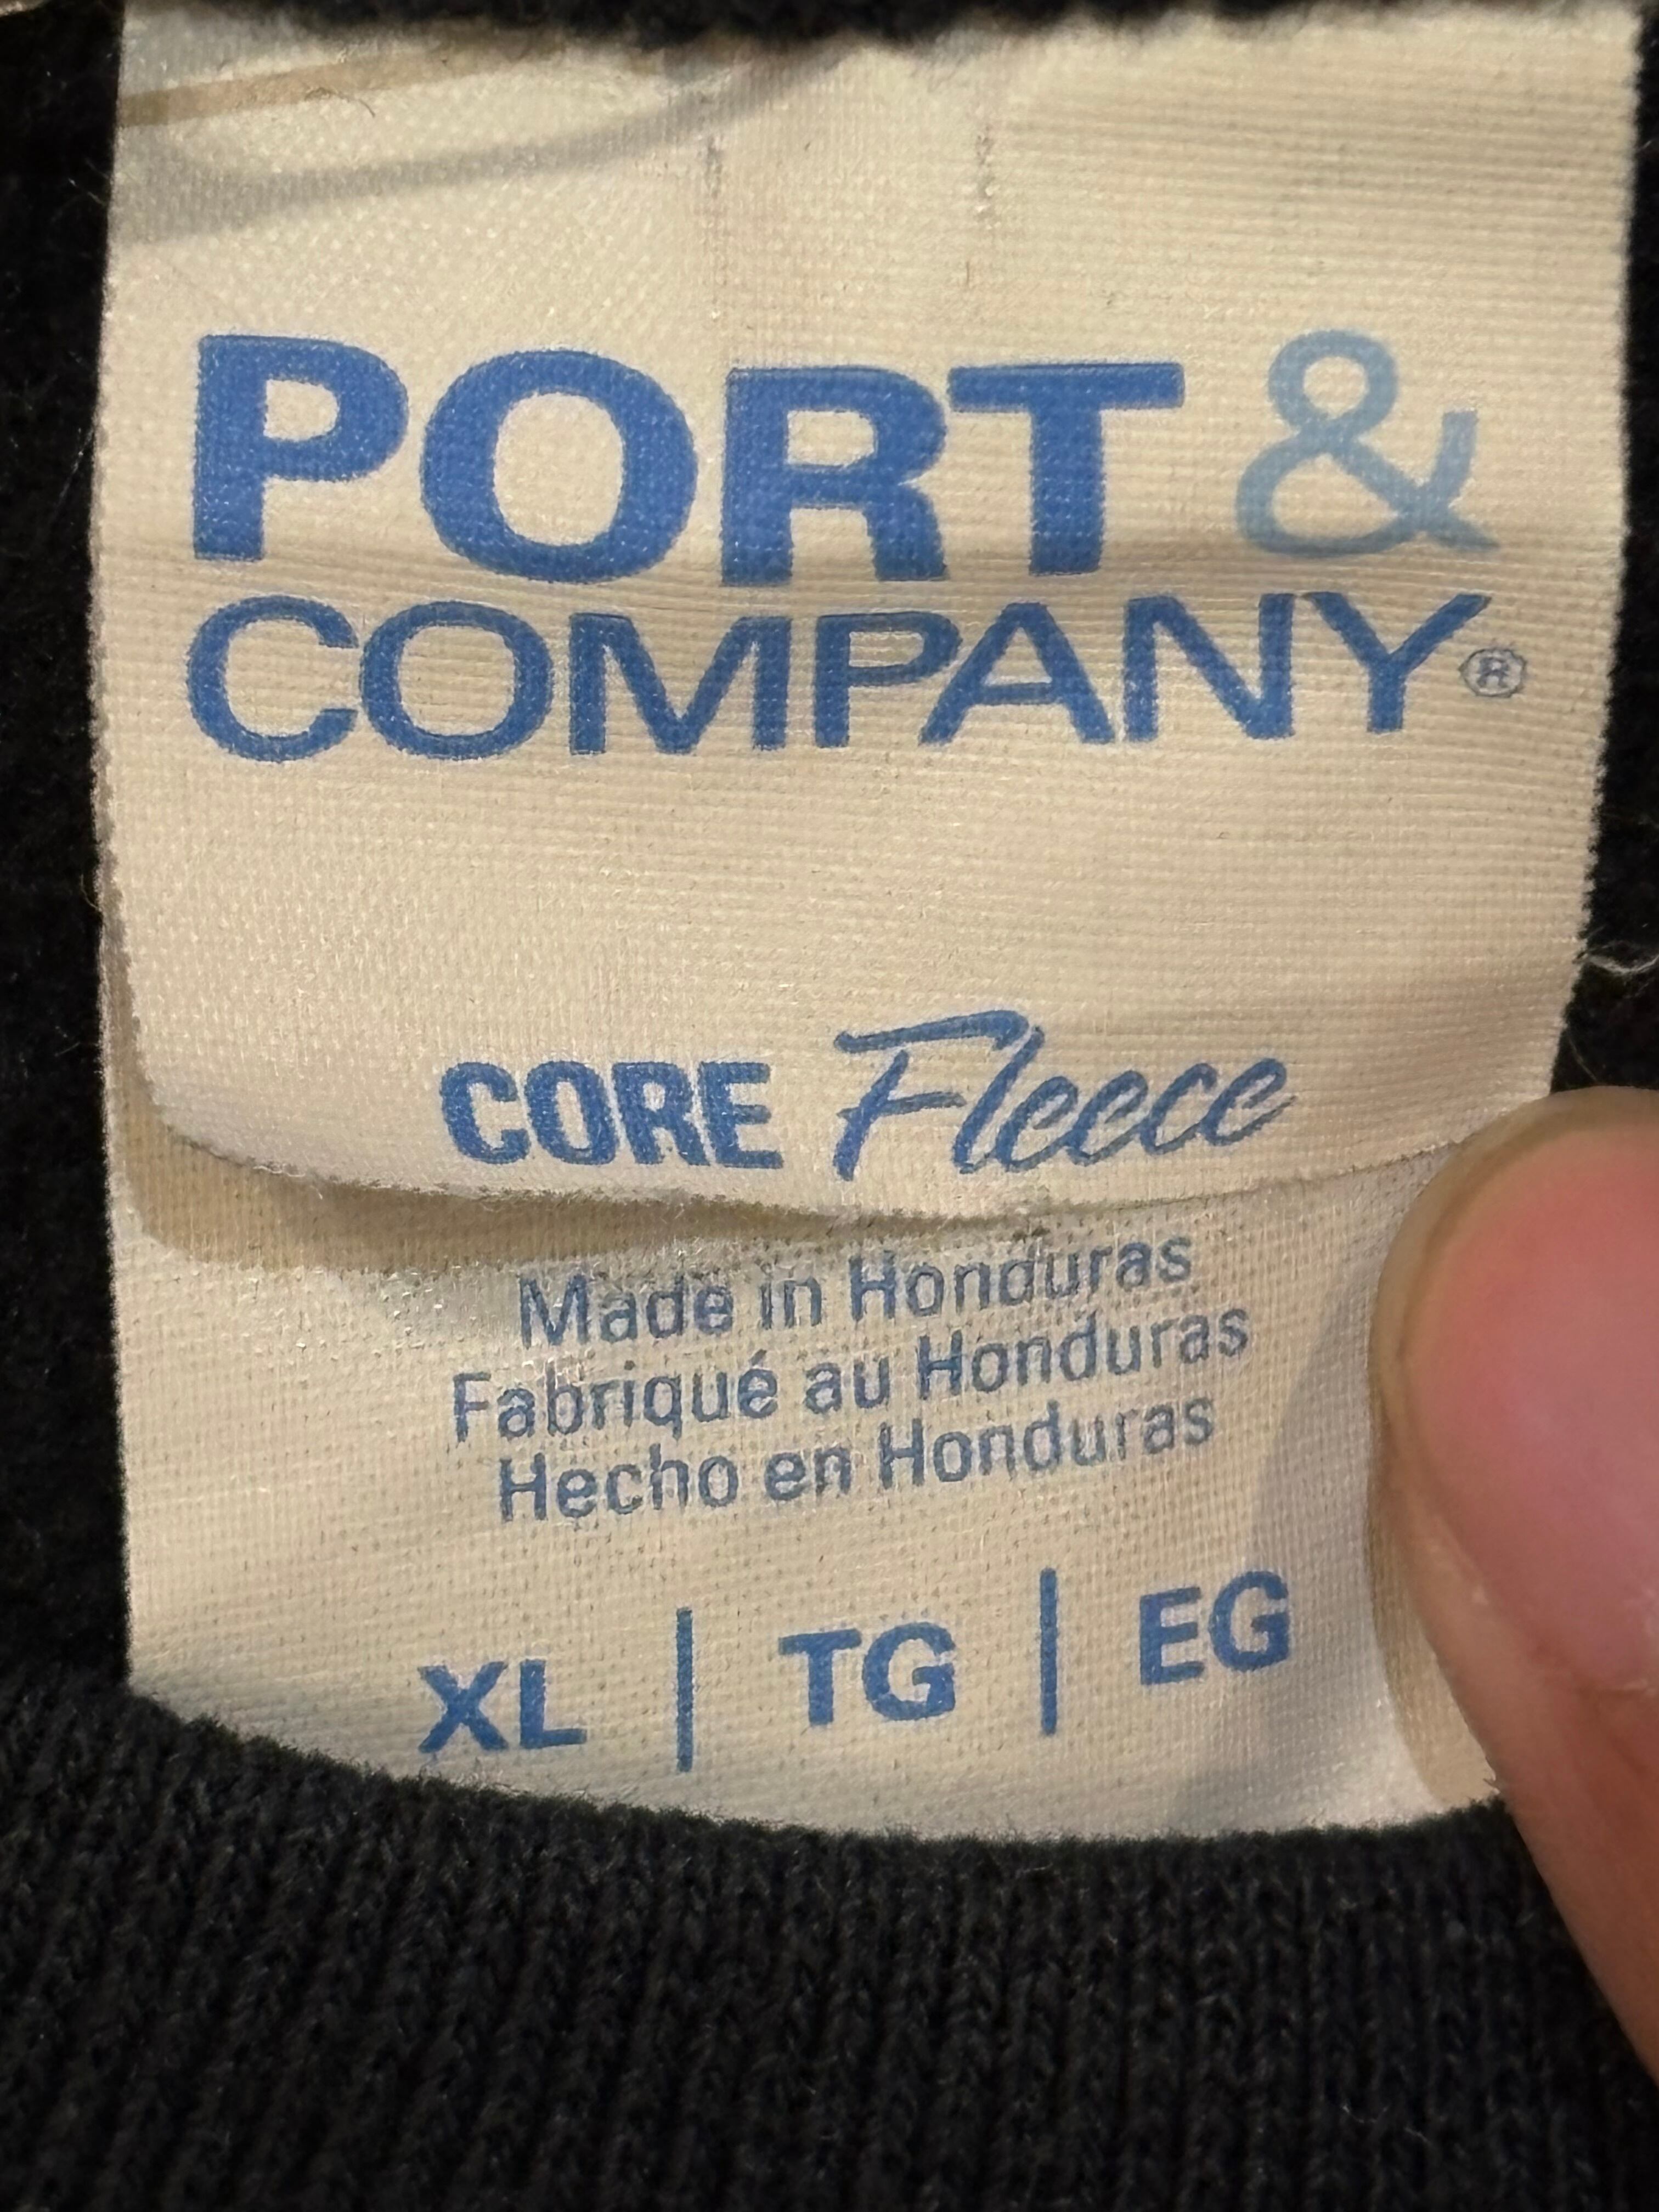 PORT &
COMPANY®
CORE Fleece
Made in Honduras
Fabriqué au Honduras
Hecho en Honduras
XL | TG | EG